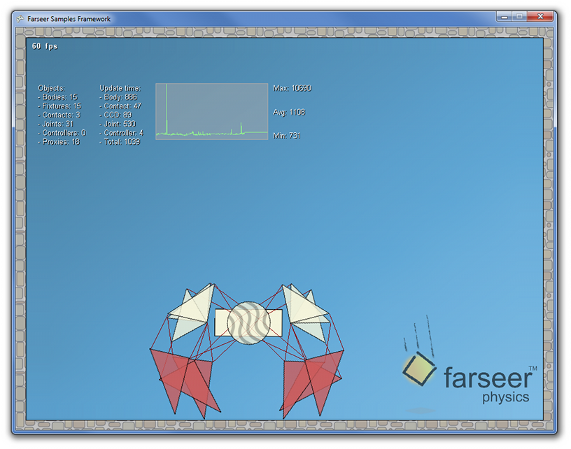 Farseer Samples Framework
60 fps
Objects:
- Bodies: 15
- Fixtures: 15
- Contacts: 3
- Joints: 31
- Controllers: 0
- Proxies: 18
Update time:
- Body: 866
- Contact: 47
- CCD: 89
- Joint: 530
- Controller: 4
- Total: 1039
Max: 10660
Avg: 1108
Min: 731
farseer™
physics